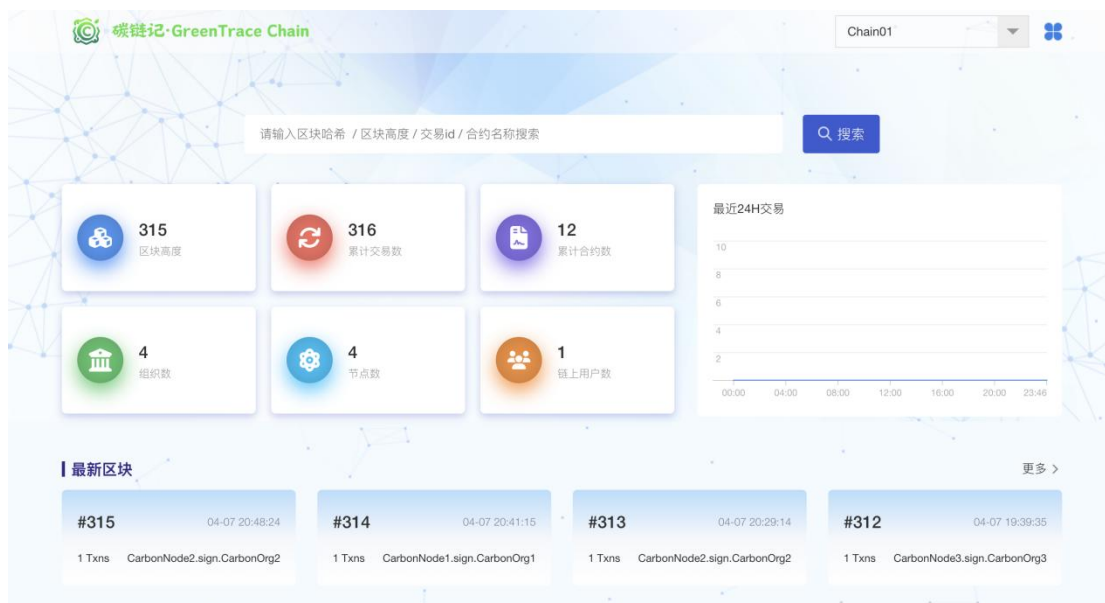 碳链记·GreenTrace Chain
Chain01
请输入区块哈希 / 区块高度 / 交易id / 合约名称搜索
搜索
315
区块高度
316
累计交易数
12
累计合约数
4
组织数
4
节点数
1
链上用户数
最近24H交易
10
8
6
4
2
00:00 04:00 08:00 12:00 16:00 20:00 23:46
最新区块
更多 >
#315 04-07 20:48:24
1 Txns CarbonNode2.sign.CarbonOrg2
#314 04-07 20:41:15
1 Txns CarbonNode1.sign.CarbonOrg1
#313 04-07 20:29:14
1 Txns CarbonNode2.sign.CarbonOrg2
#312 04-07 19:39:35
1 Txns CarbonNode3.sign.CarbonOrg3